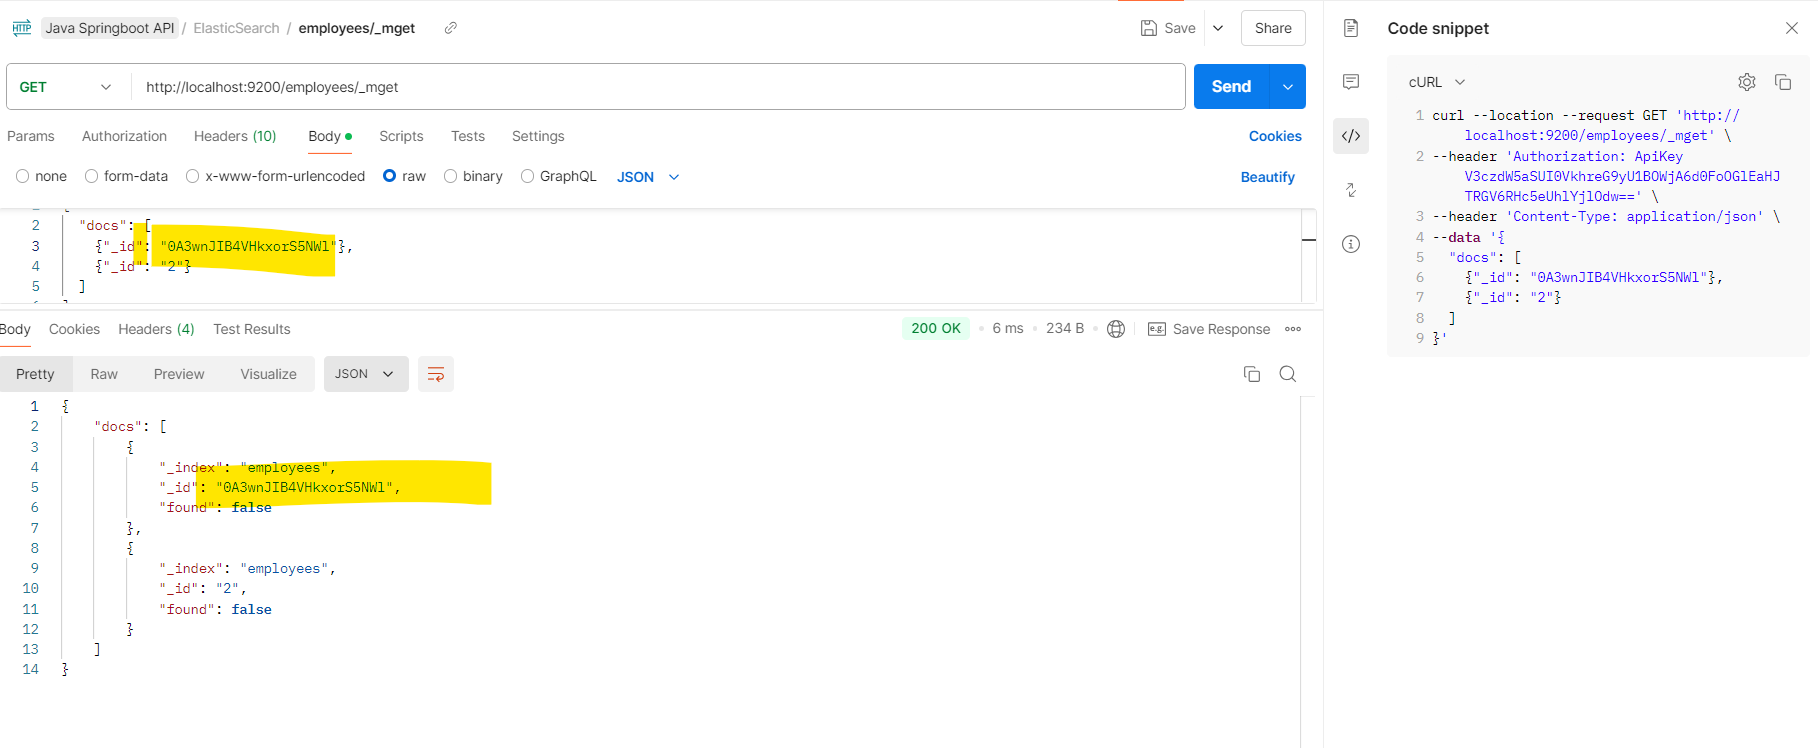 HTTP Java Springboot API / ElasticSearch / employees/_mget
Save
Share
GET
http://localhost:9200/employees/_mget
Send
Params Authorization Headers (10) Body Scripts Tests Settings Cookies
none form-data x-www-form-urlencoded raw binary GraphQL JSON Beautify
2 "docs": [
3 {"_id": "0A3wnJIB4VHkxorS5NWl"},
4 {"_id": "2"}
5 ]
Body Cookies Headers (4) Test Results
200 OK 6 ms 234 B e.g. Save Response
Pretty Raw Preview Visualize JSON
1 {
2 "docs": [
3 {
4 "_index": "employees",
5 "_id": "0A3wnJIB4VHkxorS5NWl",
6 "found": false
7 },
8 {
9 "_index": "employees",
10 "_id": "2",
11 "found": false
12 }
13 ]
14 }
Code snippet
cURL
1 curl --location --request GET 'http://
localhost:9200/employees/_mget' \
2 --header 'Authorization: ApiKey
V3czdW5aSUI0VkhreG9yU1BOWjA6d0FoOGlEaHJ
TRGV6RHc5eUhlYjlOdw==' \
3 --header 'Content-Type: application/json' \
4 --data '{
5 "docs": [
6 {"_id": "0A3wnJIB4VHkxorS5NWl"},
7 {"_id": "2"}
8 ]
9 }'